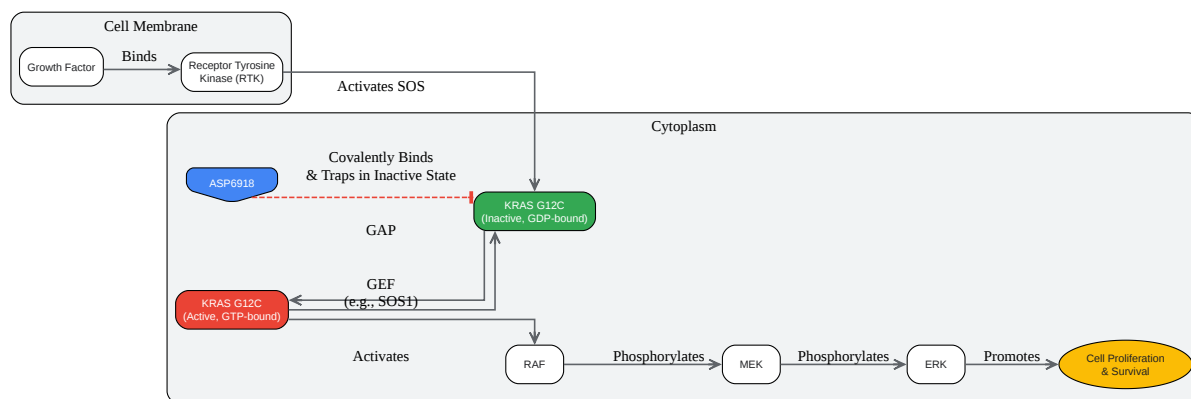 Cell Membrane
Growth Factor
Binds
Receptor Tyrosine
Kinase (RTK)
Activates SOS
Cytoplasm
ASP6918
Covalently Binds
& Traps in Inactive State
KRAS G12C
(Inactive, GDP-bound)
GAP
GEF
(e.g., SOS1)
KRAS G12C
(Active, GTP-bound)
Activates
RAF
Phosphorylates
MEK
Phosphorylates
ERK
Promotes
Cell Proliferation
& Survival